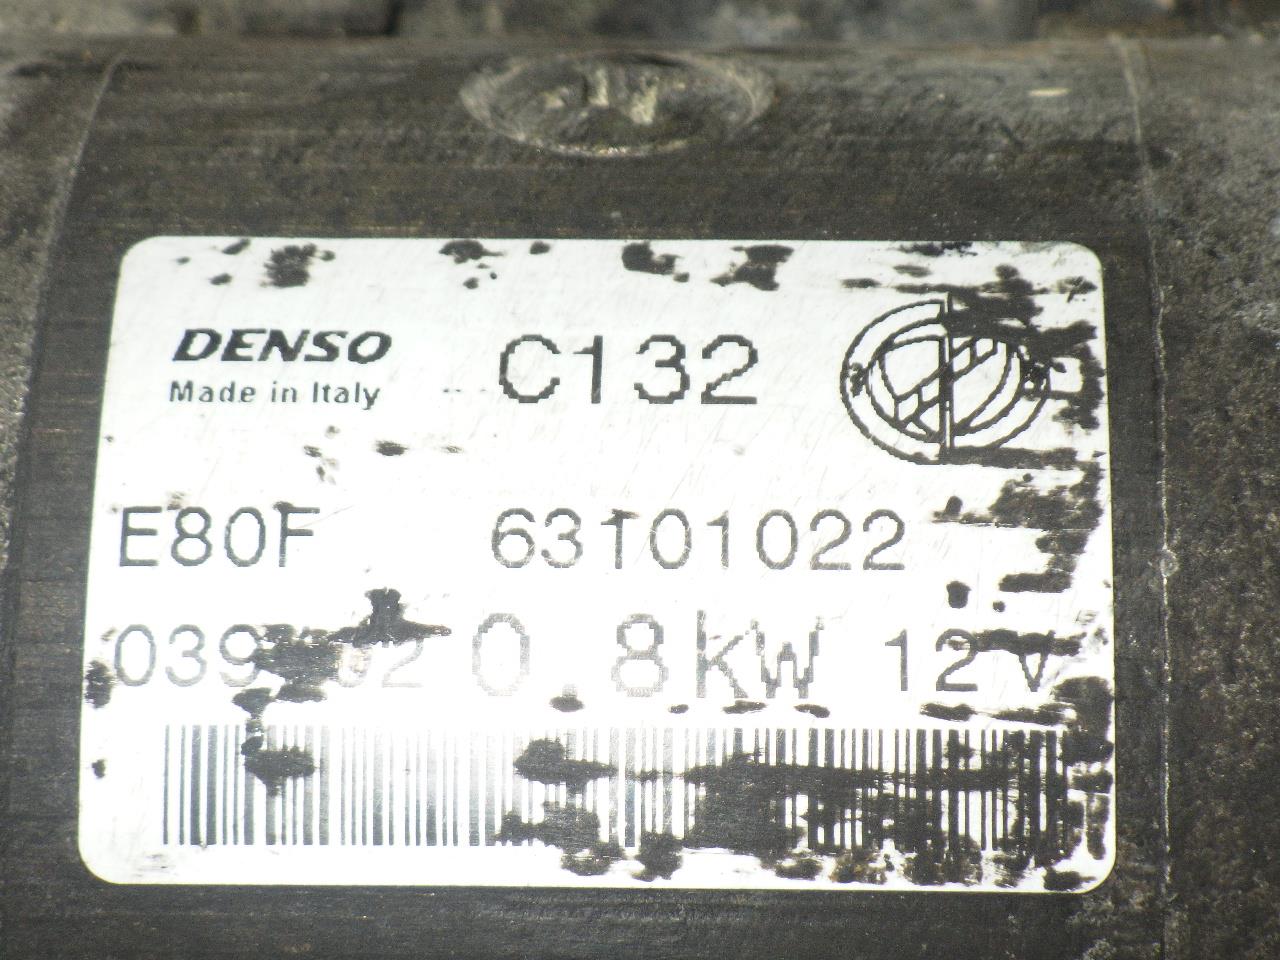 DENSO C132
Made in Italy
E80F 63101022
0.8kW 12V